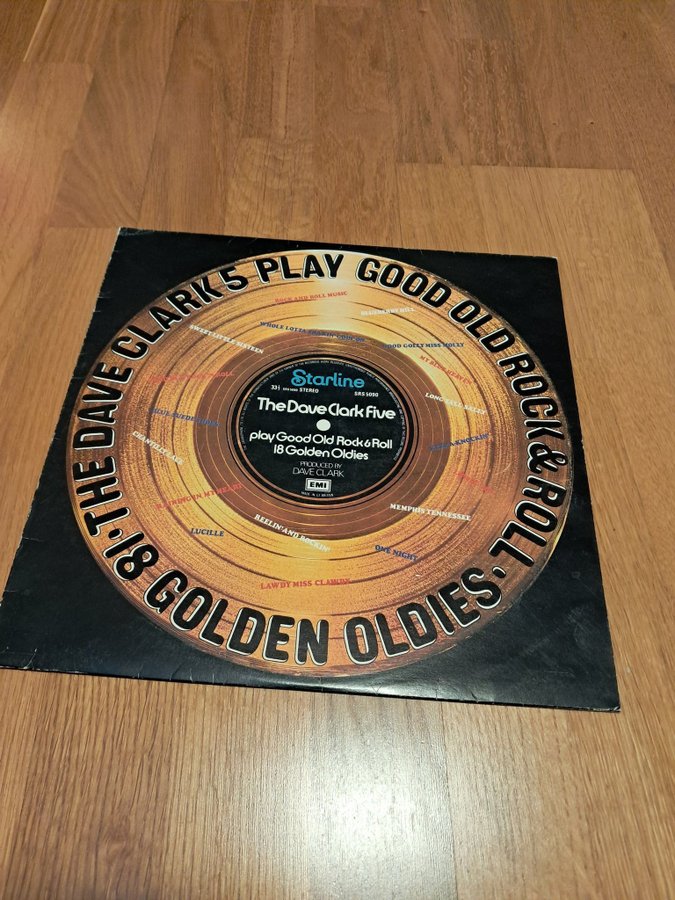 THE DAVE CLARK 5 PLAY GOOD OLD ROCK & ROLL · 18 GOLDEN OLDIES ·
ROCK AND ROLL MUSIC
BLUEBERRY HILL
WHOLE LOTTA SHAKIN' GOIN' ON
GOOD GOLLY MISS MOLLY
SWEET LITTLE SIXTEEN
MY BLUE HEAVEN
LONG TALL SALLY
BLUE SUEDE SHOES
CHANTILLY LACE
MEMPHIS TENNESSEE
REELIN' AND ROCKIN'
LUCILLE
ONE NIGHT
LAWDY MISS CLAWDY
Starline
33⅓
STEREO
SRS 5090
The Dave Clark Five
play Good Old Rock & Roll
18 Golden Oldies
PRODUCED BY
DAVE CLARK
EMI